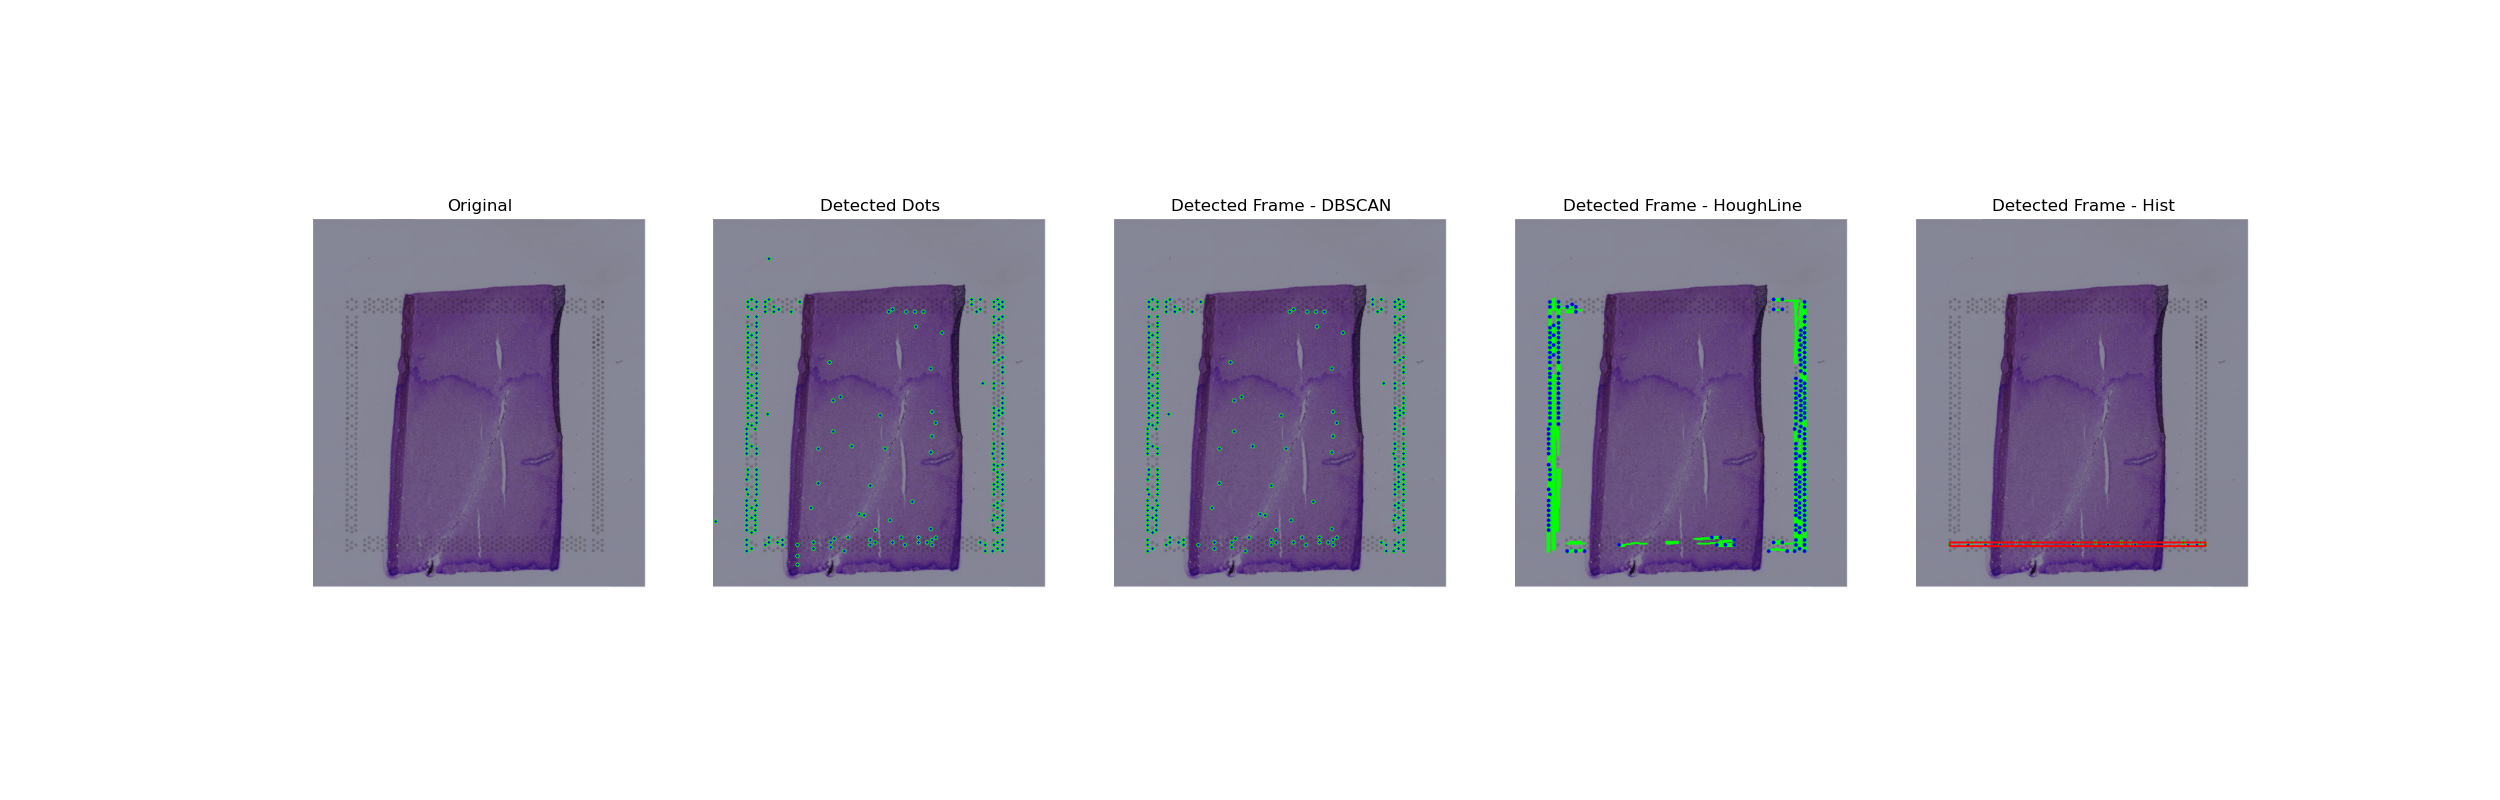 Original
Detected Dots
Detected Frame - DBSCAN
Detected Frame - HoughLine
Detected Frame - Hist